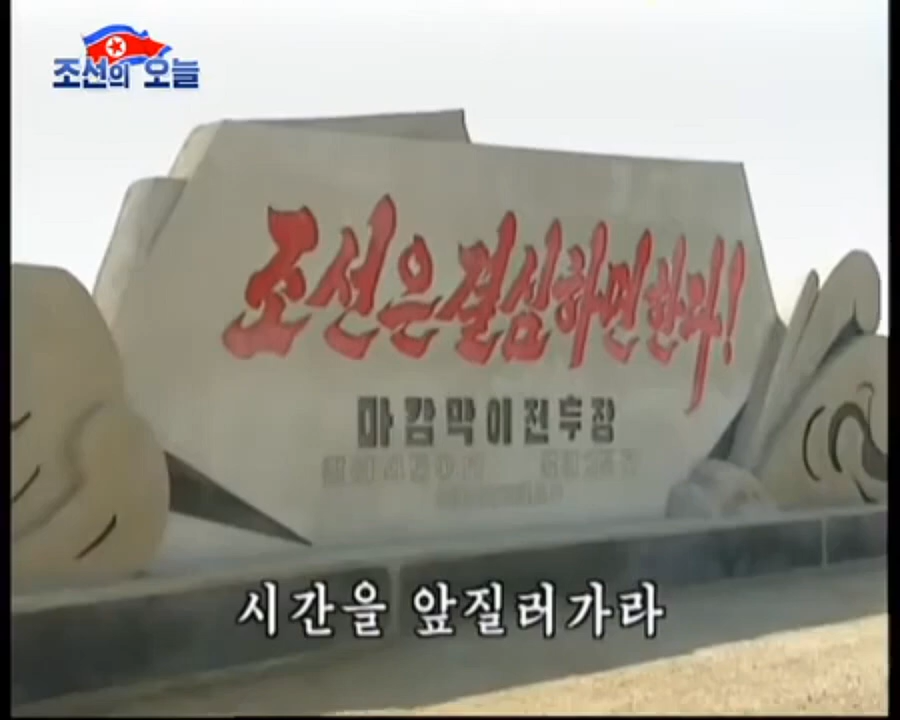 조선의 오늘
조선은 결심하면 한다!
마감막이전투장
시간을 앞질러가라